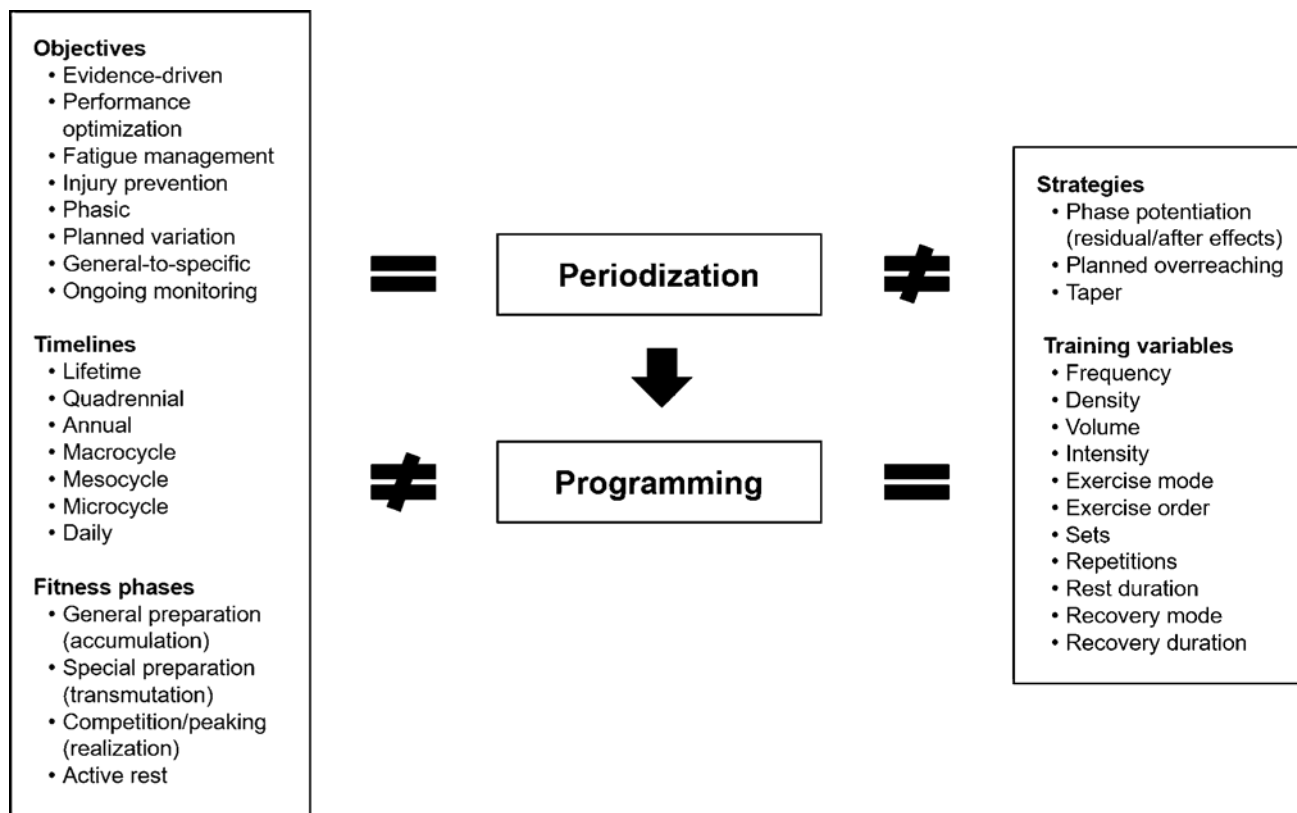 Objectives
• Evidence-driven
• Performance
optimization
• Fatigue management
• Injury prevention
• Phasic
• Planned variation
• General-to-specific
• Ongoing monitoring
Timelines
• Lifetime
• Quadrennial
• Annual
• Macrocycle
• Mesocycle
• Microcycle
• Daily
Fitness phases
• General preparation
(accumulation)
• Special preparation
(transmutation)
• Competition/peaking
(realization)
• Active rest
=
Periodization
≠
≠
Programming
=
Strategies
• Phase potentiation
(residual/after effects)
• Planned overreaching
• Taper
Training variables
• Frequency
• Density
• Volume
• Intensity
• Exercise mode
• Exercise order
• Sets
• Repetitions
• Rest duration
• Recovery mode
• Recovery duration